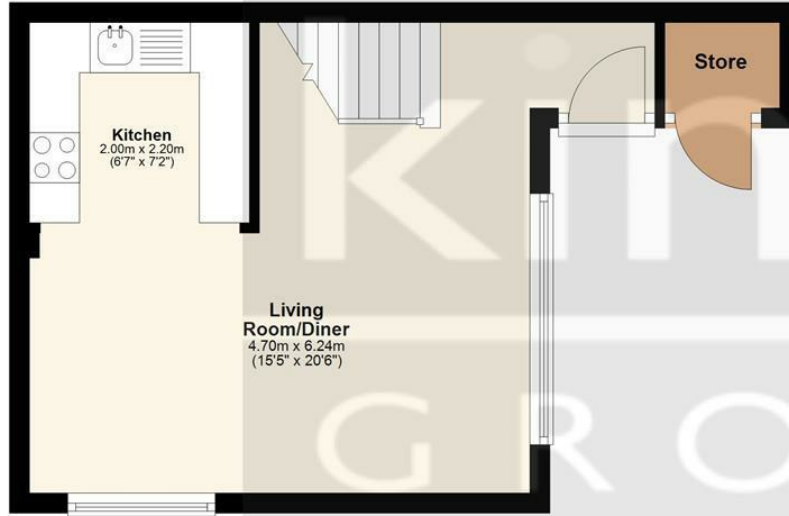 Store
Kitchen
2.00m x 2.20m
(6'7" x 7'2")
Living
Room/Diner
4.70m x 6.24m
(15'5" x 20'6")